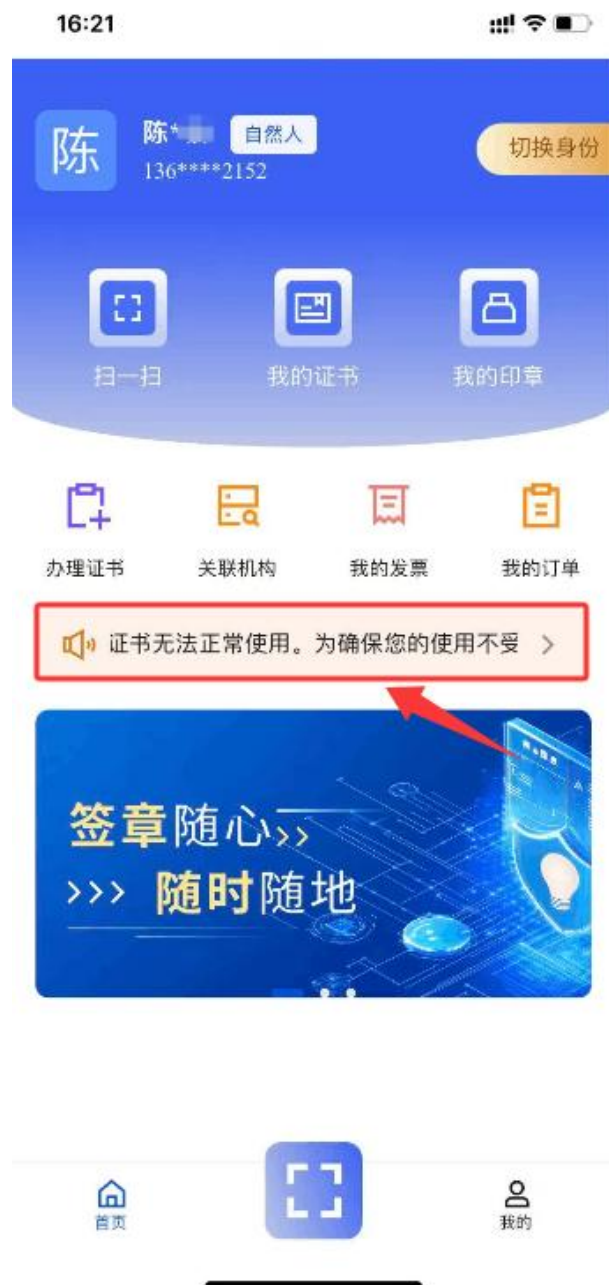 16:21
陈
陈*
自然人
136****2152
切换身份
扫一扫
我的证书
我的印章
办理证书
关联机构
我的发票
我的订单
证书无法正常使用。为确保您的使用不受
签章随心>>
>>> 随时随地
首页
我的